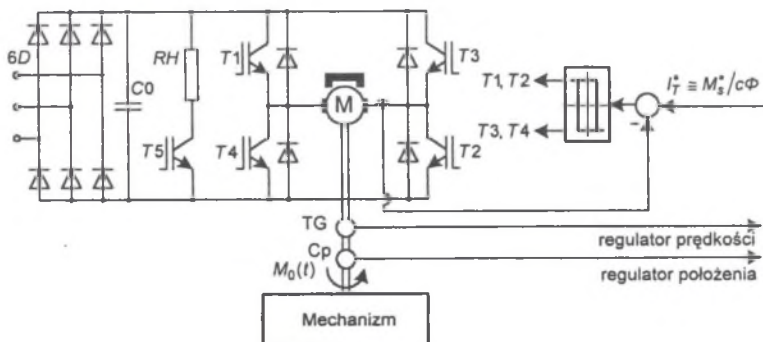 6D
C0
RH
T5
T1
T4
M
T3
T2
T1, T2
T3, T4
I*T ≅ M*s/cΦ
-
TG
regulator prędkości
Cp
M0(t)
regulator położenia
Mechanizm